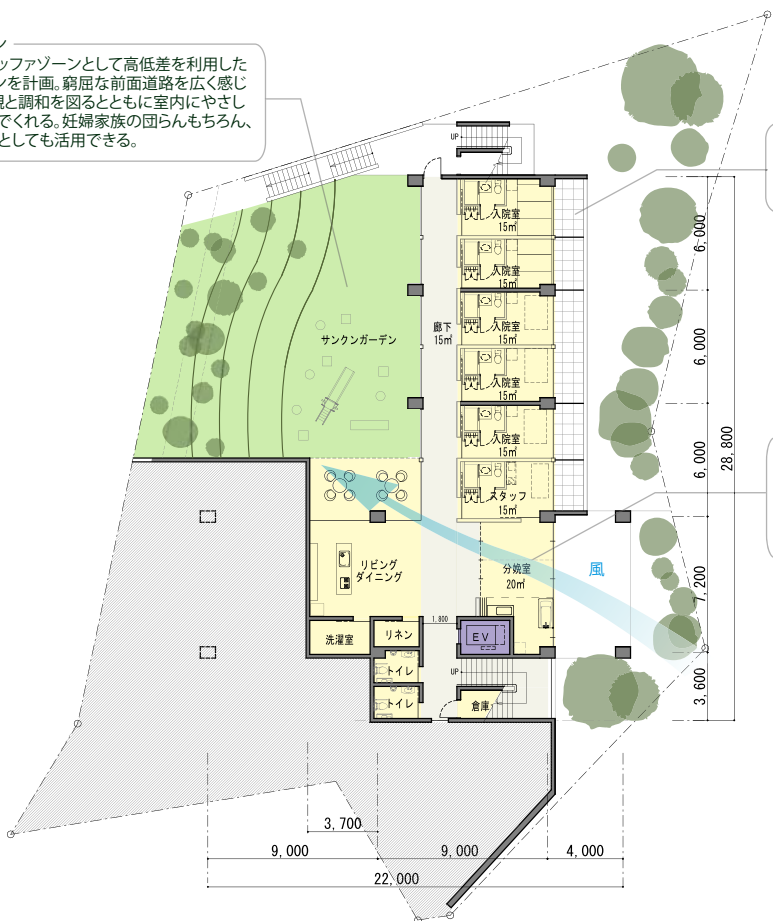 ン
ッファゾーンとして高低差を利用した
ンを計画。窮屈な前面道路を広く感じ
観と調和を図るとともに室内にやさし
でくれる。妊婦家族の団らんもちろん、
としても活用できる。
UP
入院室
15㎡
入院室
15㎡
廊下
15㎡
入院室
15㎡
サンクンガーデン
入院室
15㎡
入院室
15㎡
スタッフ
15㎡
リビング
ダイニング
分娩室
20㎡
風
1,800
洗濯室
リネン
EV
トイレ
UP
トイレ
倉庫
6,000
6,000
6,000
28,800
7,200
3,600
3,700
9,000
9,000
4,000
22,000